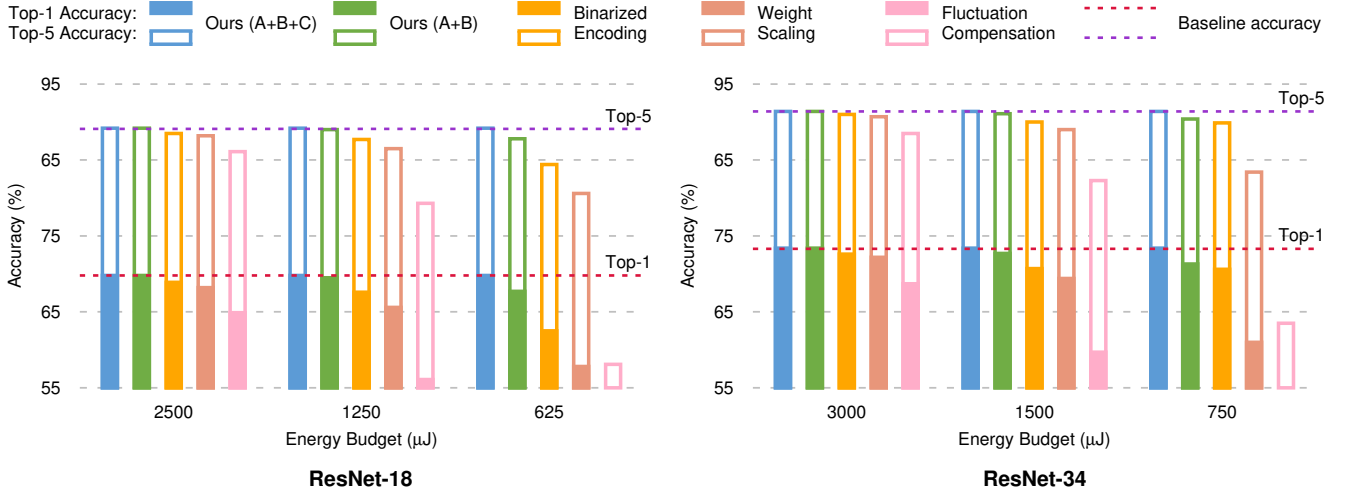 Top-1 Accuracy:
Top-5 Accuracy:
Ours (A+B+C)
Ours (A+B)
Binarized
Encoding
Weight
Scaling
Fluctuation
Compensation
Baseline accuracy
Accuracy (%)
95
65
75
65
55
Top-5
Top-1
2500
1250
625
Energy Budget (μJ)
ResNet-18
Accuracy (%)
95
65
75
65
55
Top-5
Top-1
3000
1500
750
Energy Budget (μJ)
ResNet-34